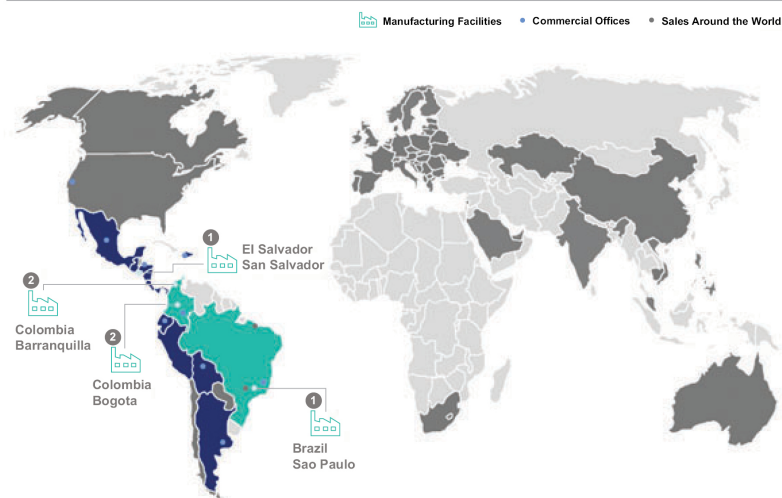 Manufacturing Facilities
Commercial Offices
Sales Around the World
1
El Salvador
San Salvador
2
Colombia
Barranquilla
2
Colombia
Bogota
1
Brazil
Sao Paulo